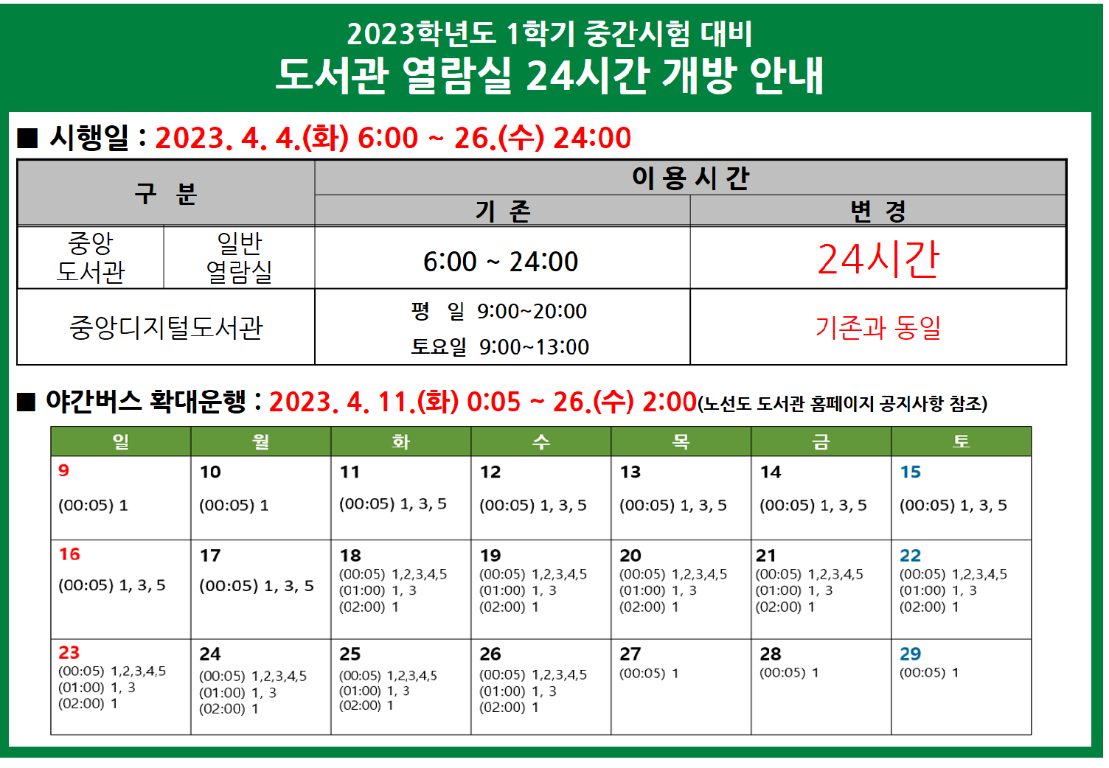 2023학년도 1학기 중간시험 대비
도서관 열람실 24시간 개방 안내
■ 시행일 : 2023. 4. 4.(화) 6:00 ~ 26.(수) 24:00
구 분
이 용 시 간
기 존
변 경
중앙
도서관
일반
열람실
6:00 ~ 24:00
24시간
중앙디지털도서관
평 일 9:00~20:00
토요일 9:00~13:00
기존과 동일
■ 야간버스 확대운행 : 2023. 4. 11.(화) 0:05 ~ 26.(수) 2:00(노선도 도서관 홈페이지 공지사항 참조)
일 월 화 수 목 금 토
9 10 11 12 13 14 15
(00:05) 1 (00:05) 1 (00:05) 1, 3, 5 (00:05) 1, 3, 5 (00:05) 1, 3, 5 (00:05) 1, 3, 5 (00:05) 1, 3, 5
16 17 18 19 20 21 22
(00:05) 1, 3, 5 (00:05) 1, 3, 5 (00:05) 1,2,3,4,5 (00:05) 1,2,3,4,5 (00:05) 1,2,3,4,5 (00:05) 1,2,3,4,5 (00:05) 1,2,3,4,5
(01:00) 1, 3 (01:00) 1, 3 (01:00) 1, 3 (01:00) 1, 3 (01:00) 1, 3
(02:00) 1 (02:00) 1 (02:00) 1 (02:00) 1 (02:00) 1
23 24 25 26 27 28 29
(00:05) 1,2,3,4,5 (00:05) 1,2,3,4,5 (00:05) 1,2,3,4,5 (00:05) 1,2,3,4,5 (00:05) 1 (00:05) 1 (00:05) 1
(01:00) 1, 3 (01:00) 1, 3 (01:00) 1, 3 (01:00) 1, 3
(02:00) 1 (02:00) 1 (02:00) 1 (02:00) 1